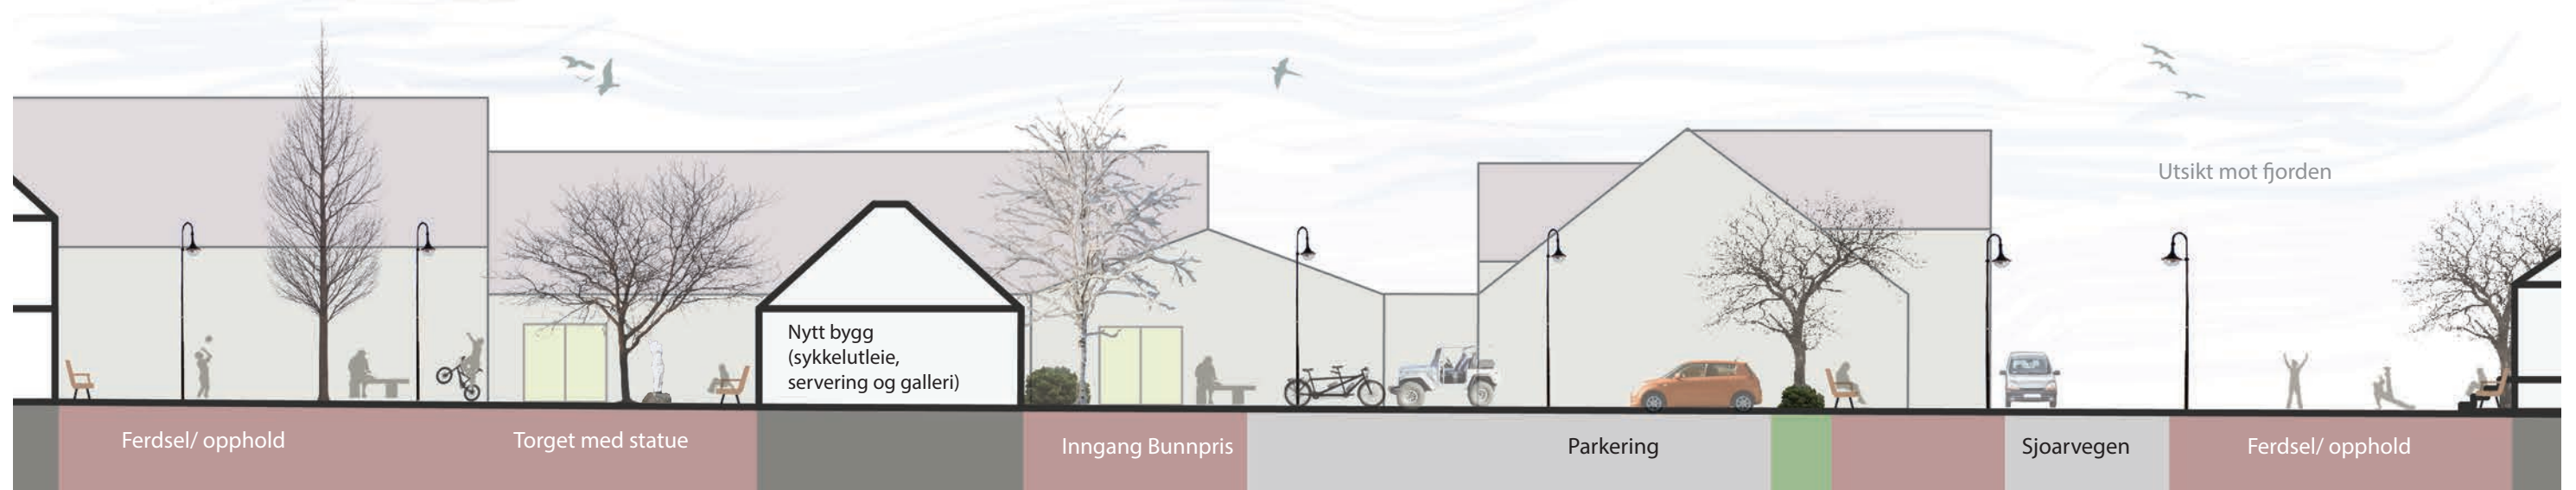 Utsikt mot fjorden
Nytt bygg
(sykkelutleie,
servering og galleri)
Ferdsel/ opphold
Torget med statue
Inngang Bunnpris
Parkering
Sjoarvegen
Ferdsel/ opphold